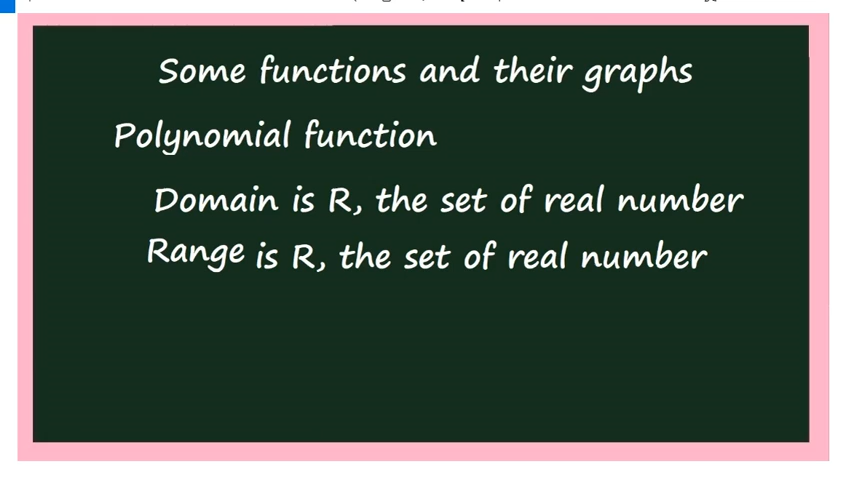 Some functions and their graphs
Polynomial function
Domain is R, the set of real number
Range is R, the set of real number